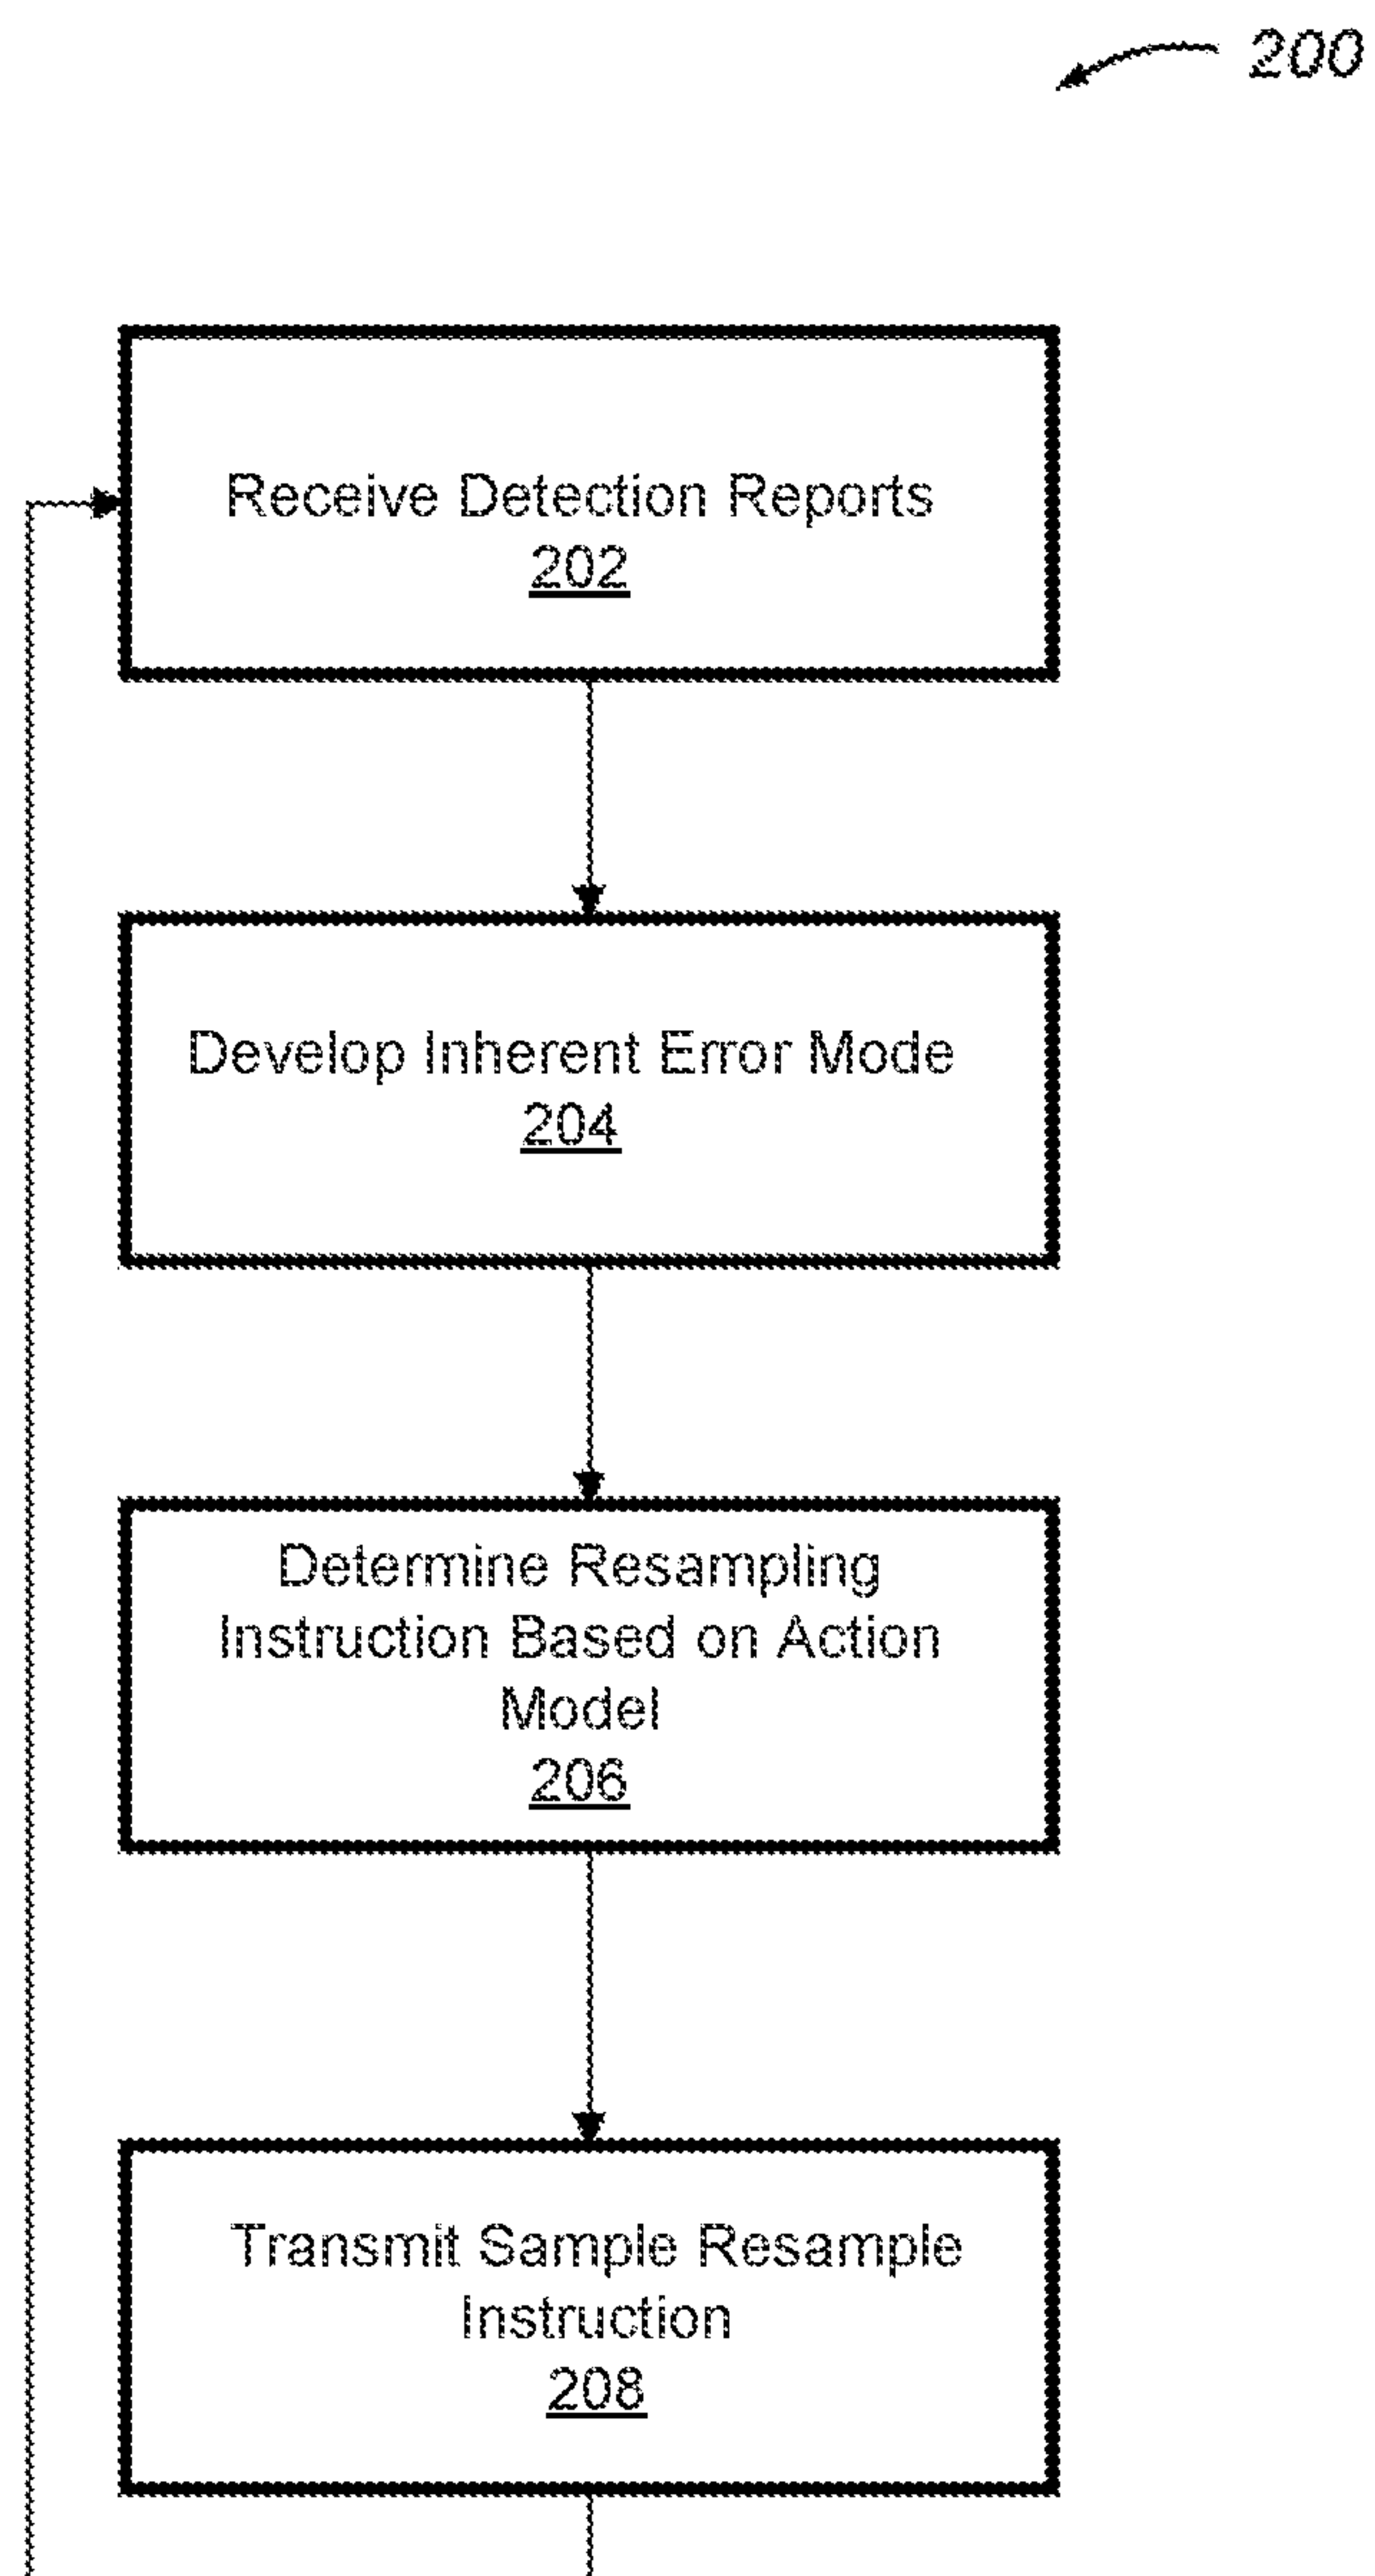 200
Receive Detection Reports
202
Develop Inherent Error Mode
204
Determine Resampling
Instruction Based on Action
Model
206
Transmit Sample Resample
Instruction
208